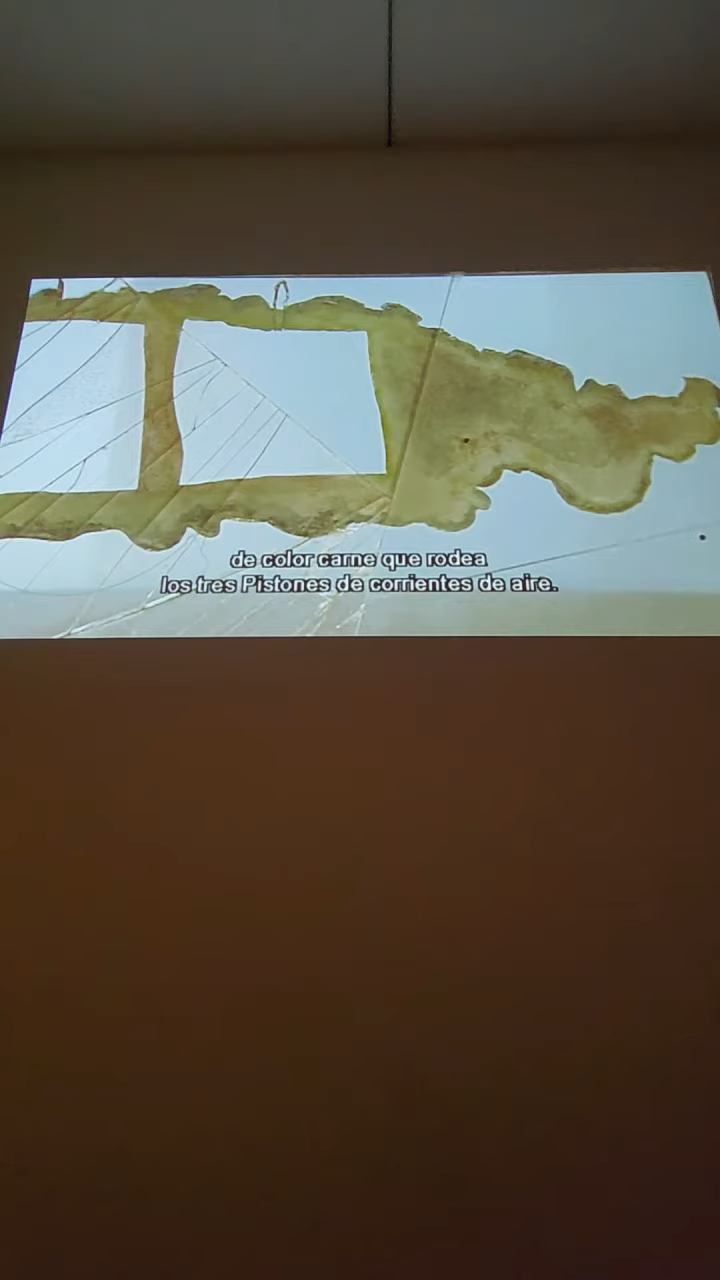 de color carne que rodea
los tres Pistones de corrientes de aire.